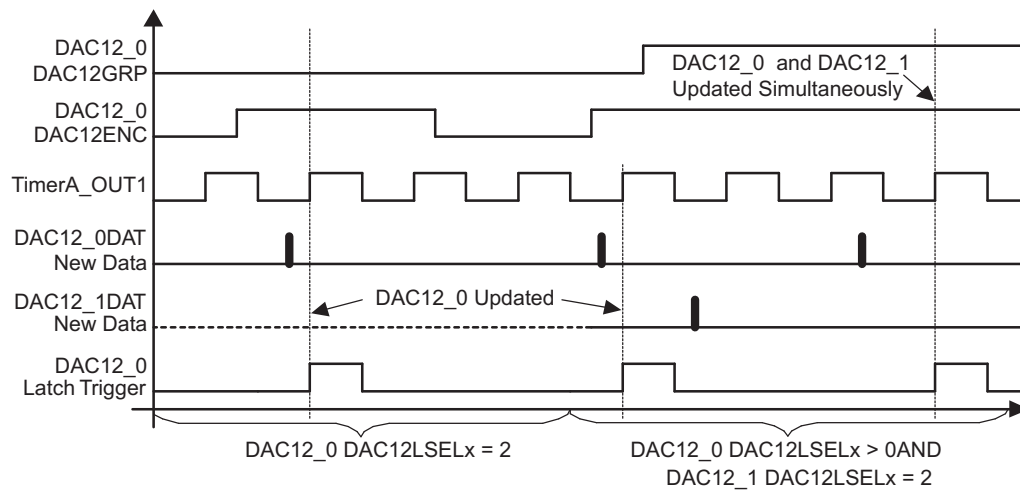 DAC12_0
DAC12GRP
DAC12_0 and DAC12_1
Updated Simultaneously
DAC12_0
DAC12ENC
TimerA_OUT1
DAC12_0DAT
New Data
DAC12_1DAT
New Data
DAC12_0 Updated
DAC12_0
Latch Trigger
DAC12_0 DAC12LSELx = 2
DAC12_0 DAC12LSELx > 0AND
DAC12_1 DAC12LSELx = 2